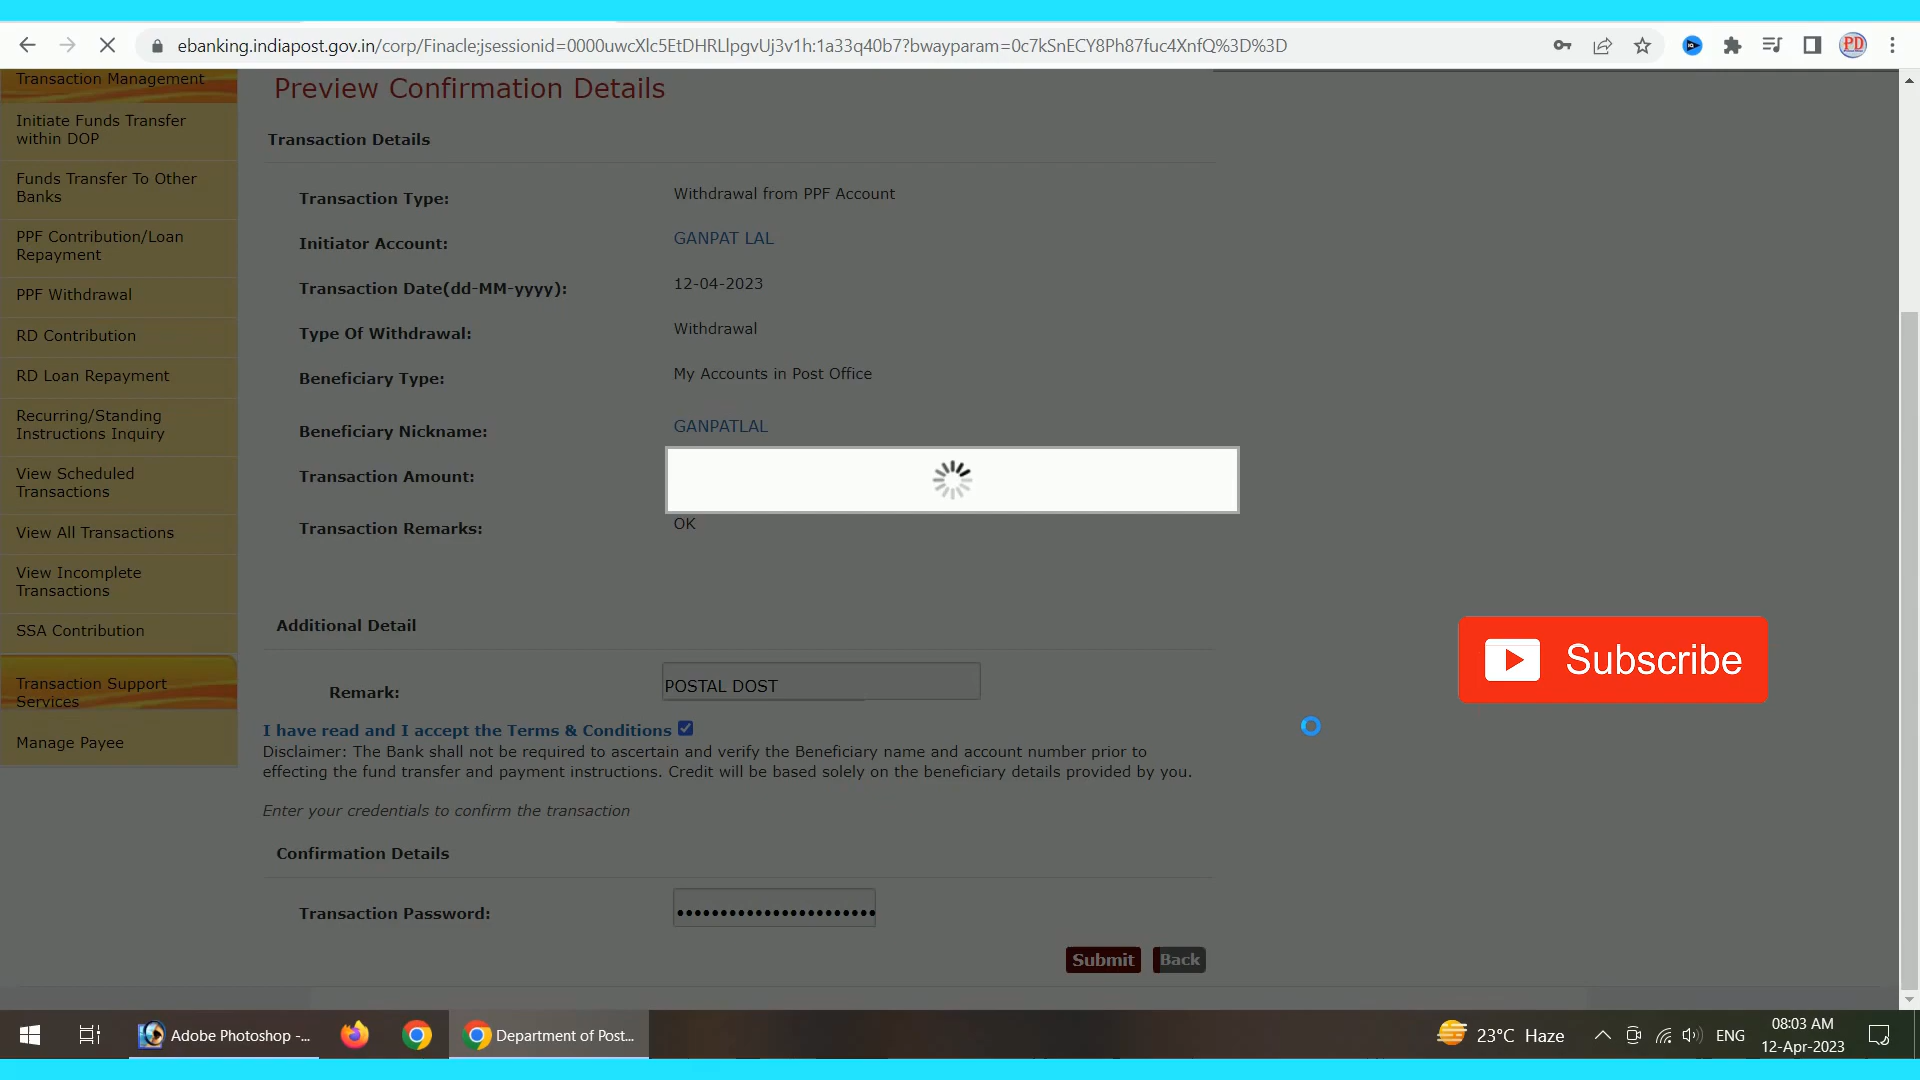 ebanking.indiapost.gov.in/corp/Finacle;jsessionid=0000uwcXlc5EtDHRLlpgvUj3v1h:1a33q40b7?bwayparam=0c7kSnECY8Ph87fuc4XnfQ%3D%3D
PD
Transaction Management
Initiate Funds Transfer
within DOP
Funds Transfer To Other
Banks
PPF Contribution/Loan
Repayment
PPF Withdrawal
RD Contribution
RD Loan Repayment
Recurring/Standing
Instructions Inquiry
View Scheduled
Transactions
View All Transactions
View Incomplete
Transactions
SSA Contribution
Transaction Support
Services
Manage Payee
Preview Confirmation Details
Transaction Details
Transaction Type: Withdrawal from PPF Account
Initiator Account: GANPAT LAL
Transaction Date(dd-MM-yyyy): 12-04-2023
Type Of Withdrawal: Withdrawal
Beneficiary Type: My Accounts in Post Office
Beneficiary Nickname: GANPATLAL
Transaction Amount:
Transaction Remarks: OK
Additional Detail
Remark: POSTAL DOST
I have read and I accept the Terms & Conditions
Disclaimer: The Bank shall not be required to ascertain and verify the Beneficiary name and account number prior to
effecting the fund transfer and payment instructions. Credit will be based solely on the beneficiary details provided by you.
Enter your credentials to confirm the transaction
Confirmation Details
Transaction Password: •••••••••••••••••••••••
Submit Back
Subscribe
Adobe Photoshop -...
Department of Post...
23°C Haze
ENG
08:03 AM
12-Apr-2023